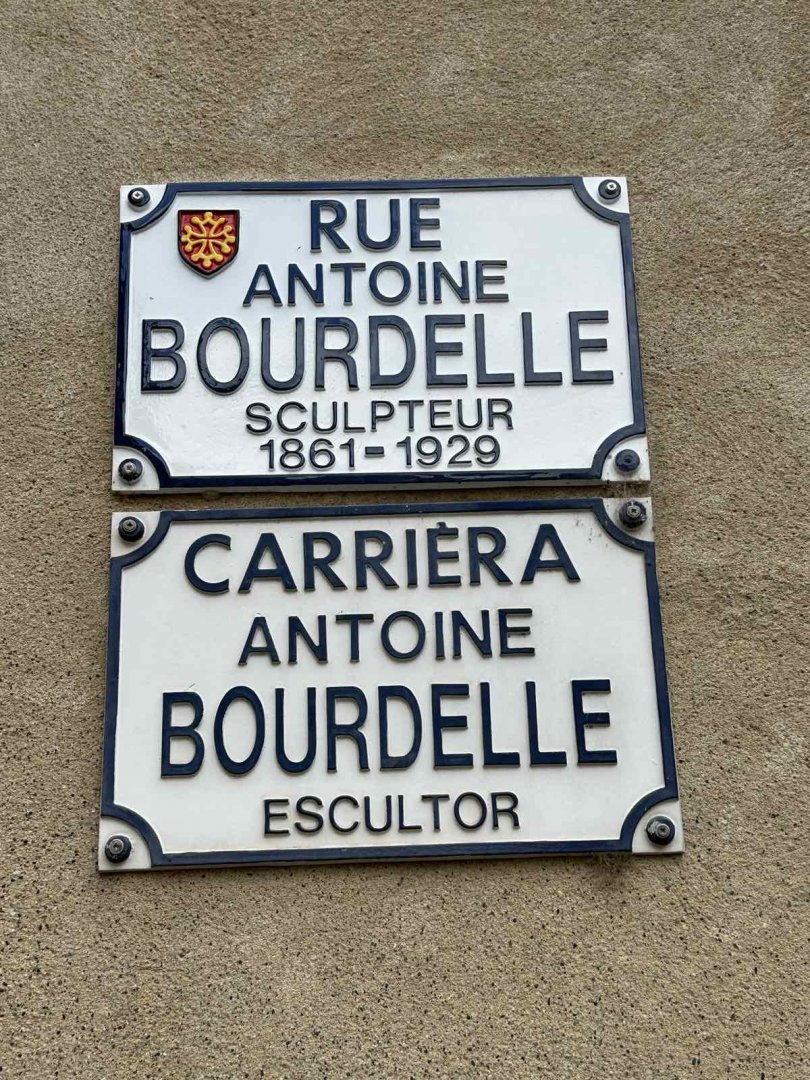 RUE
ANTOINE
BOURDELLE
SCULPTEUR
1861-1929
CARRIÈRA
ANTOINE
BOURDELLE
ESCULTOR